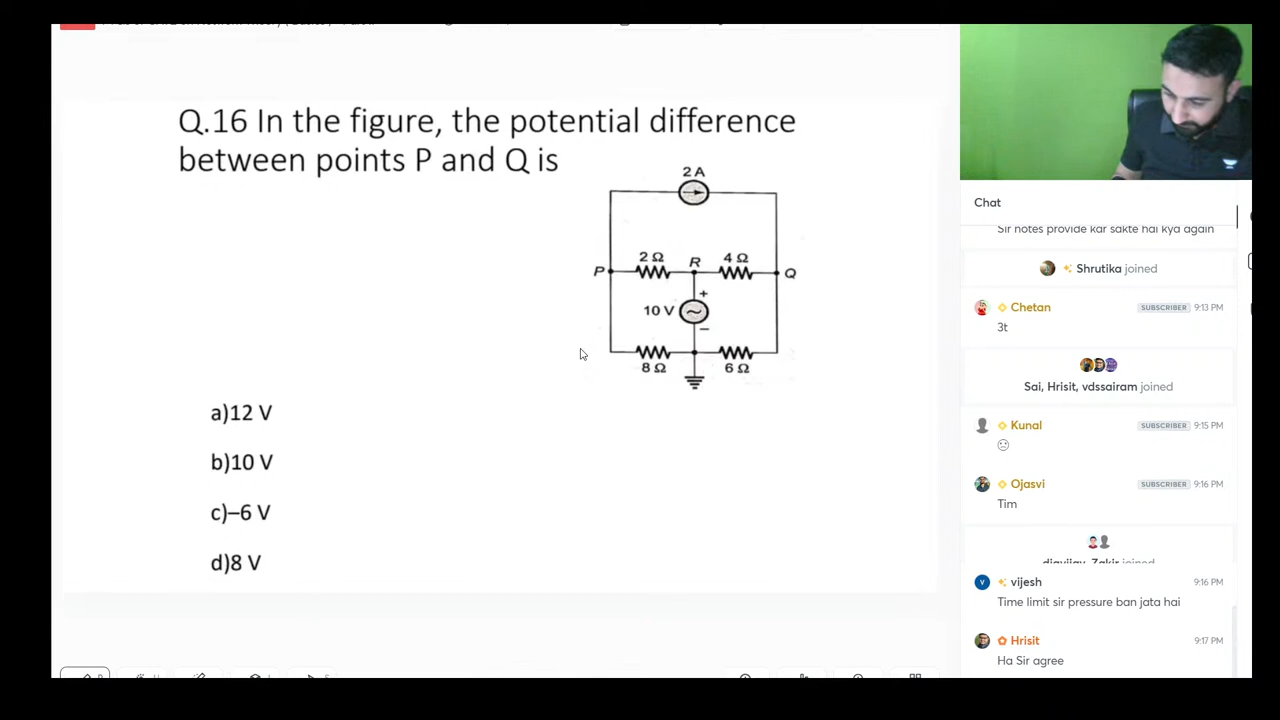 Q.16 In the figure, the potential difference
between points P and Q is
2 A
2 Ω
R
4 Ω
P
Q
+
10 V
–
8 Ω
6 Ω
a)12 V
b)10 V
c)–6 V
d)8 V
Chat
Sir notes provide kar sakte hai kya again
Shrutika joined
Chetan SUBSCRIBER 9:13 PM
3t
Sai, Hrisit, vdssairam joined
Kunal SUBSCRIBER 9:15 PM
Ojasvi SUBSCRIBER 9:16 PM
Tim
joined
V vijesh 9:16 PM
Time limit sir pressure ban jata hai
Hrisit 9:17 PM
Ha Sir agree